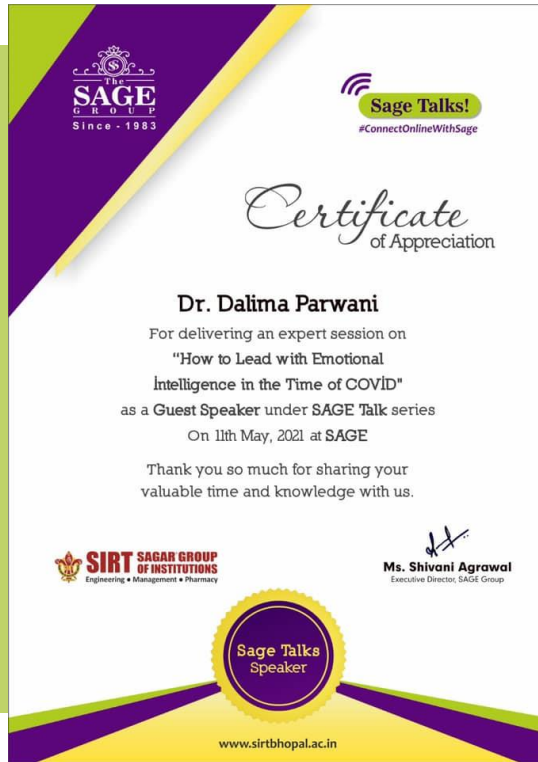 The
SAGE
GROUP
Since - 1983
Sage Talks!
#ConnectOnlineWithSage
Certificate
of Appreciation
Dr. Dalima Parwani
For delivering an expert session on
“How to Lead with Emotional
İntelligence in the Time of COVİD"
as a Guest Speaker under SAGE Talk series
On 11th May, 2021 at SAGE
Thank you so much for sharing your
valuable time and knowledge with us.
SIRT SAGAR GROUP
OF INSTITUTIONS
Engineering • Management • Pharmacy
Ms. Shivani Agrawal
Executive Director, SAGE Group
Sage Talks
Speaker
www.sirtbhopal.ac.in